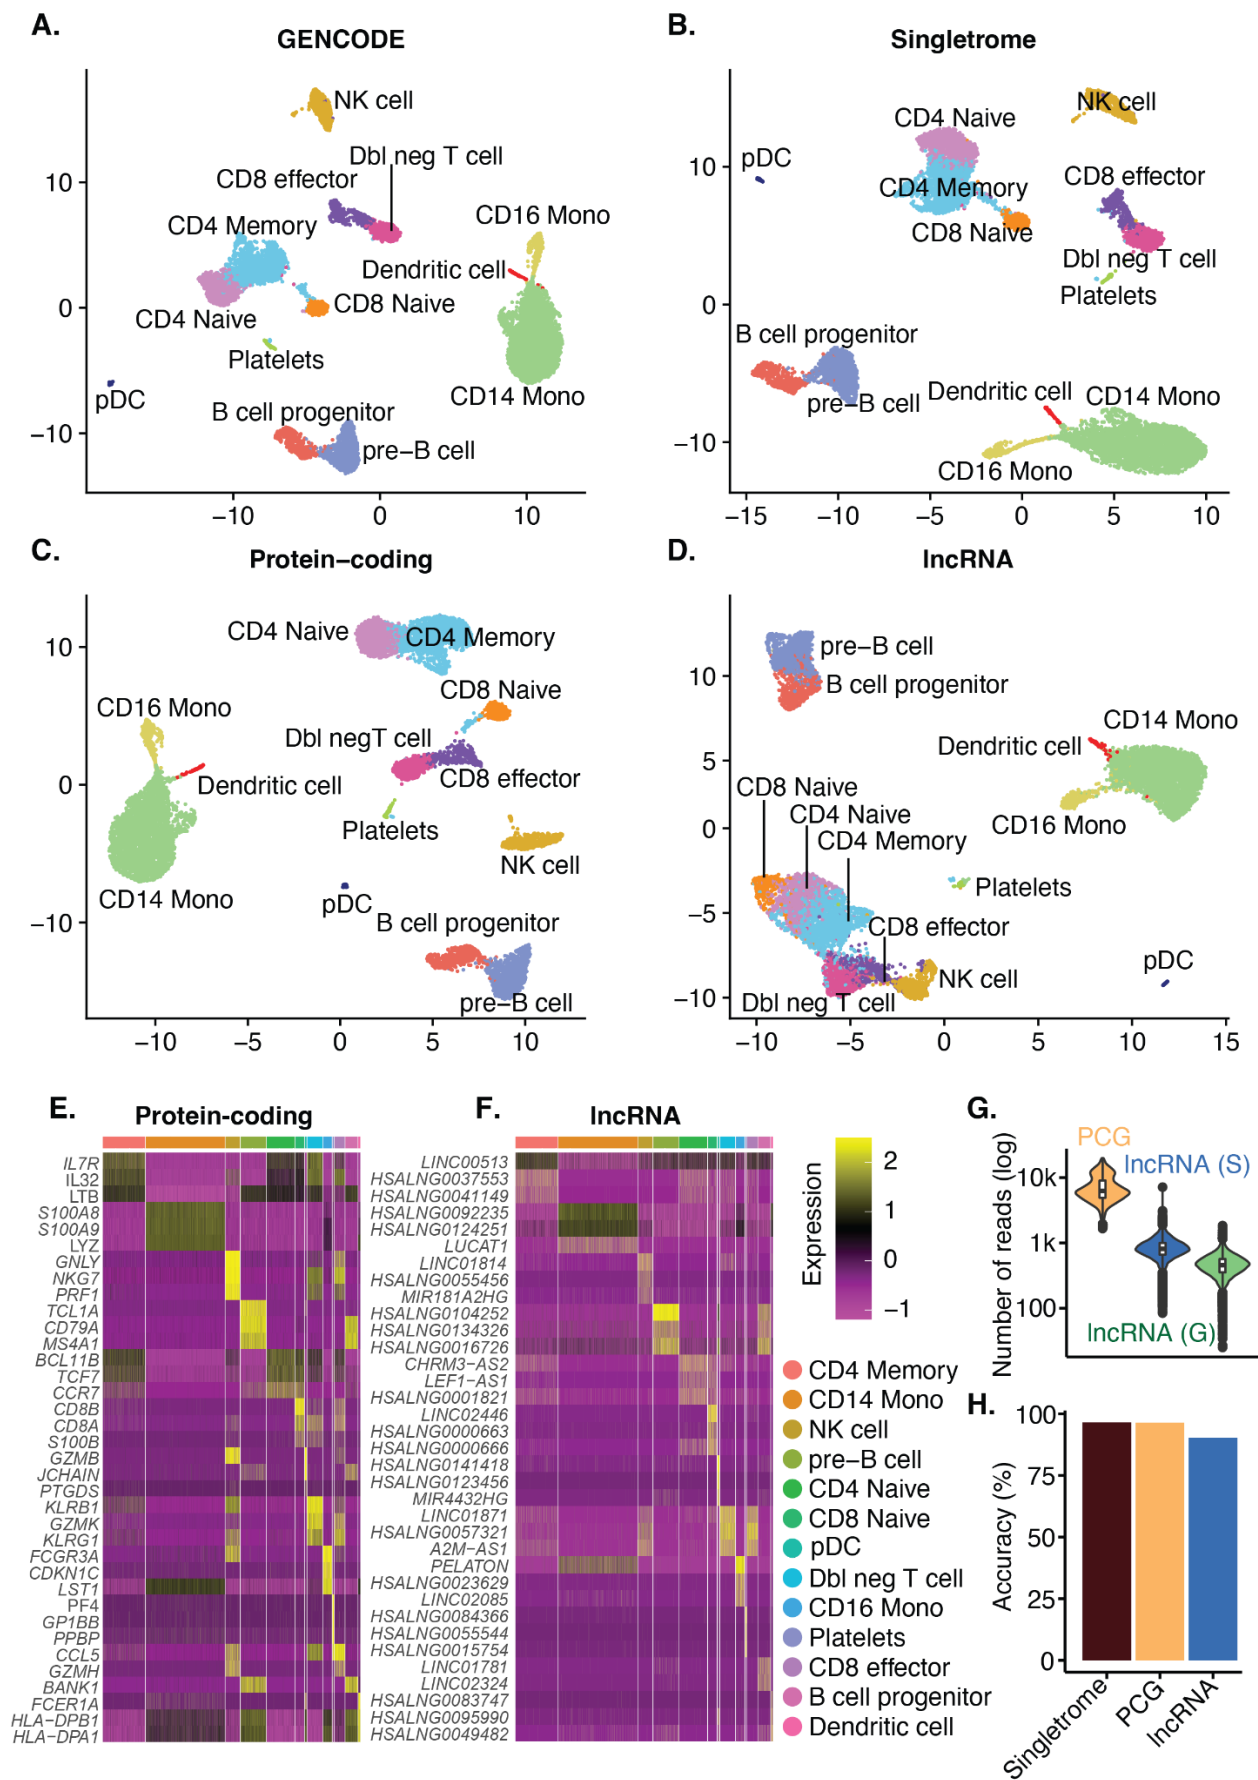 A.
GENCODE
NK cell
Dbl neg T cell
CD8 effector
CD16 Mono
CD4 Memory
Dendritic cell
CD8 Naive
CD4 Naive
Platelets
pDC
CD14 Mono
B cell progenitor
pre−B cell
10
0
−10
−10
0
10
B.
Singletrome
NK cell
CD4 Naive
pDC
CD8 effector
CD4 Memory
CD8 Naive
Dbl neg T cell
Platelets
B cell progenitor
Dendritic cell
CD14 Mono
pre−B cell
CD16 Mono
10
0
−10
−15
−10
−5
0
5
10
C.
Protein−coding
CD4 Naive
CD4 Memory
CD8 Naive
CD16 Mono
Dbl negT cell
CD8 effector
Dendritic cell
Platelets
NK cell
CD14 Mono
pDC
B cell progenitor
pre−B cell
10
0
−10
−10
−5
0
5
10
D.
lncRNA
pre−B cell
B cell progenitor
CD14 Mono
Dendritic cell
CD8 Naive
CD4 Naive
CD16 Mono
CD4 Memory
Platelets
CD8 effector
pDC
NK cell
Dbl neg T cell
10
5
0
−5
−10
−10
−5
0
5
10
15
E.
Protein-coding
IL7R
IL32
LTB
S100A8
S100A9
LYZ
GNLY
NKG7
PRF1
TCL1A
CD79A
MS4A1
BCL11B
TCF7
CCR7
CD8B
CD8A
S100B
GZMB
JCHAIN
PTGDS
KLRB1
GZMK
KLRG1
FCGR3A
CDKN1C
LST1
PF4
GP1BB
PPBP
CCL5
GZMH
BANK1
FCER1A
HLA−DPB1
HLA−DPA1
F.
lncRNA
LINC00513
HSALNG0037553
HSALNG0041149
HSALNG0092235
HSALNG0124251
LUCAT1
LINC01814
HSALNG0055456
MIR181A2HG
HSALNG0104252
HSALNG0134326
HSALNG0016726
CHRM3−AS2
LEF1−AS1
HSALNG0001821
LINC02446
HSALNG0000663
HSALNG0000666
HSALNG0141418
HSALNG0123456
MIR4432HG
LINC01871
HSALNG0057321
A2M−AS1
PELATON
HSALNG0023629
LINC02085
HSALNG0084366
HSALNG0055544
HSALNG0015754
LINC01781
LINC02324
HSALNG0083747
HSALNG0095990
HSALNG0049482
Expression
2
1
0
−1
CD4 Memory
CD14 Mono
NK cell
pre−B cell
CD4 Naive
CD8 Naive
pDC
Dbl neg T cell
CD16 Mono
Platelets
CD8 effector
B cell progenitor
Dendritic cell
G.
Number of reads (log)
PCG
lncRNA (S)
lncRNA (G)
10k
1k
100
H.
Accuracy (%)
100
75
50
25
0
Singletrome
PCG
lncRNA